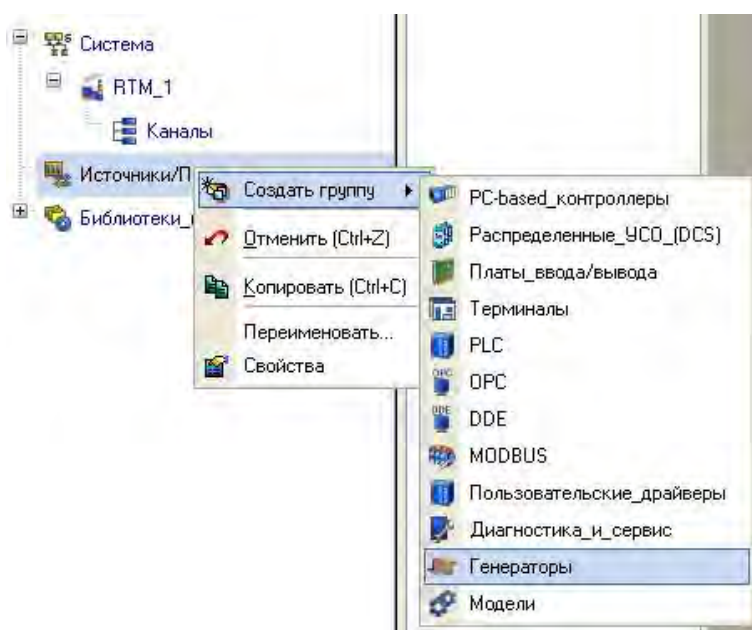 Система
RTM_1
Каналы
Источники/П
Библиотеки_
Создать группу
Отменить (Ctrl+Z)
Копировать (Ctrl+C)
Переименовать...
Свойства
PC-based_контроллеры
Распределенные_УСО_(DCS)
Платы_ввода/вывода
Терминалы
PLC
OPC
DDE
MODBUS
Пользовательские_драйверы
Диагностика_и_сервис
Генераторы
Модели